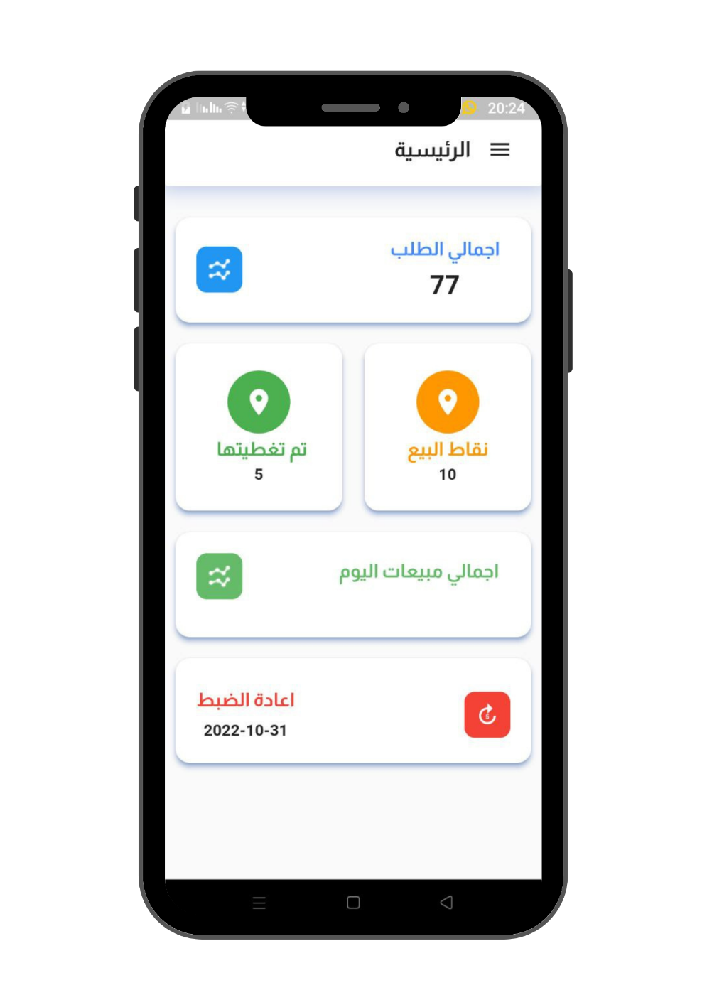 20:24
الرئيسية
اجمالي الطلب
77
نقاط البيع
10
تم تغطيتها
5
اجمالي مبيعات اليوم
اعادة الضبط
2022-10-31
5